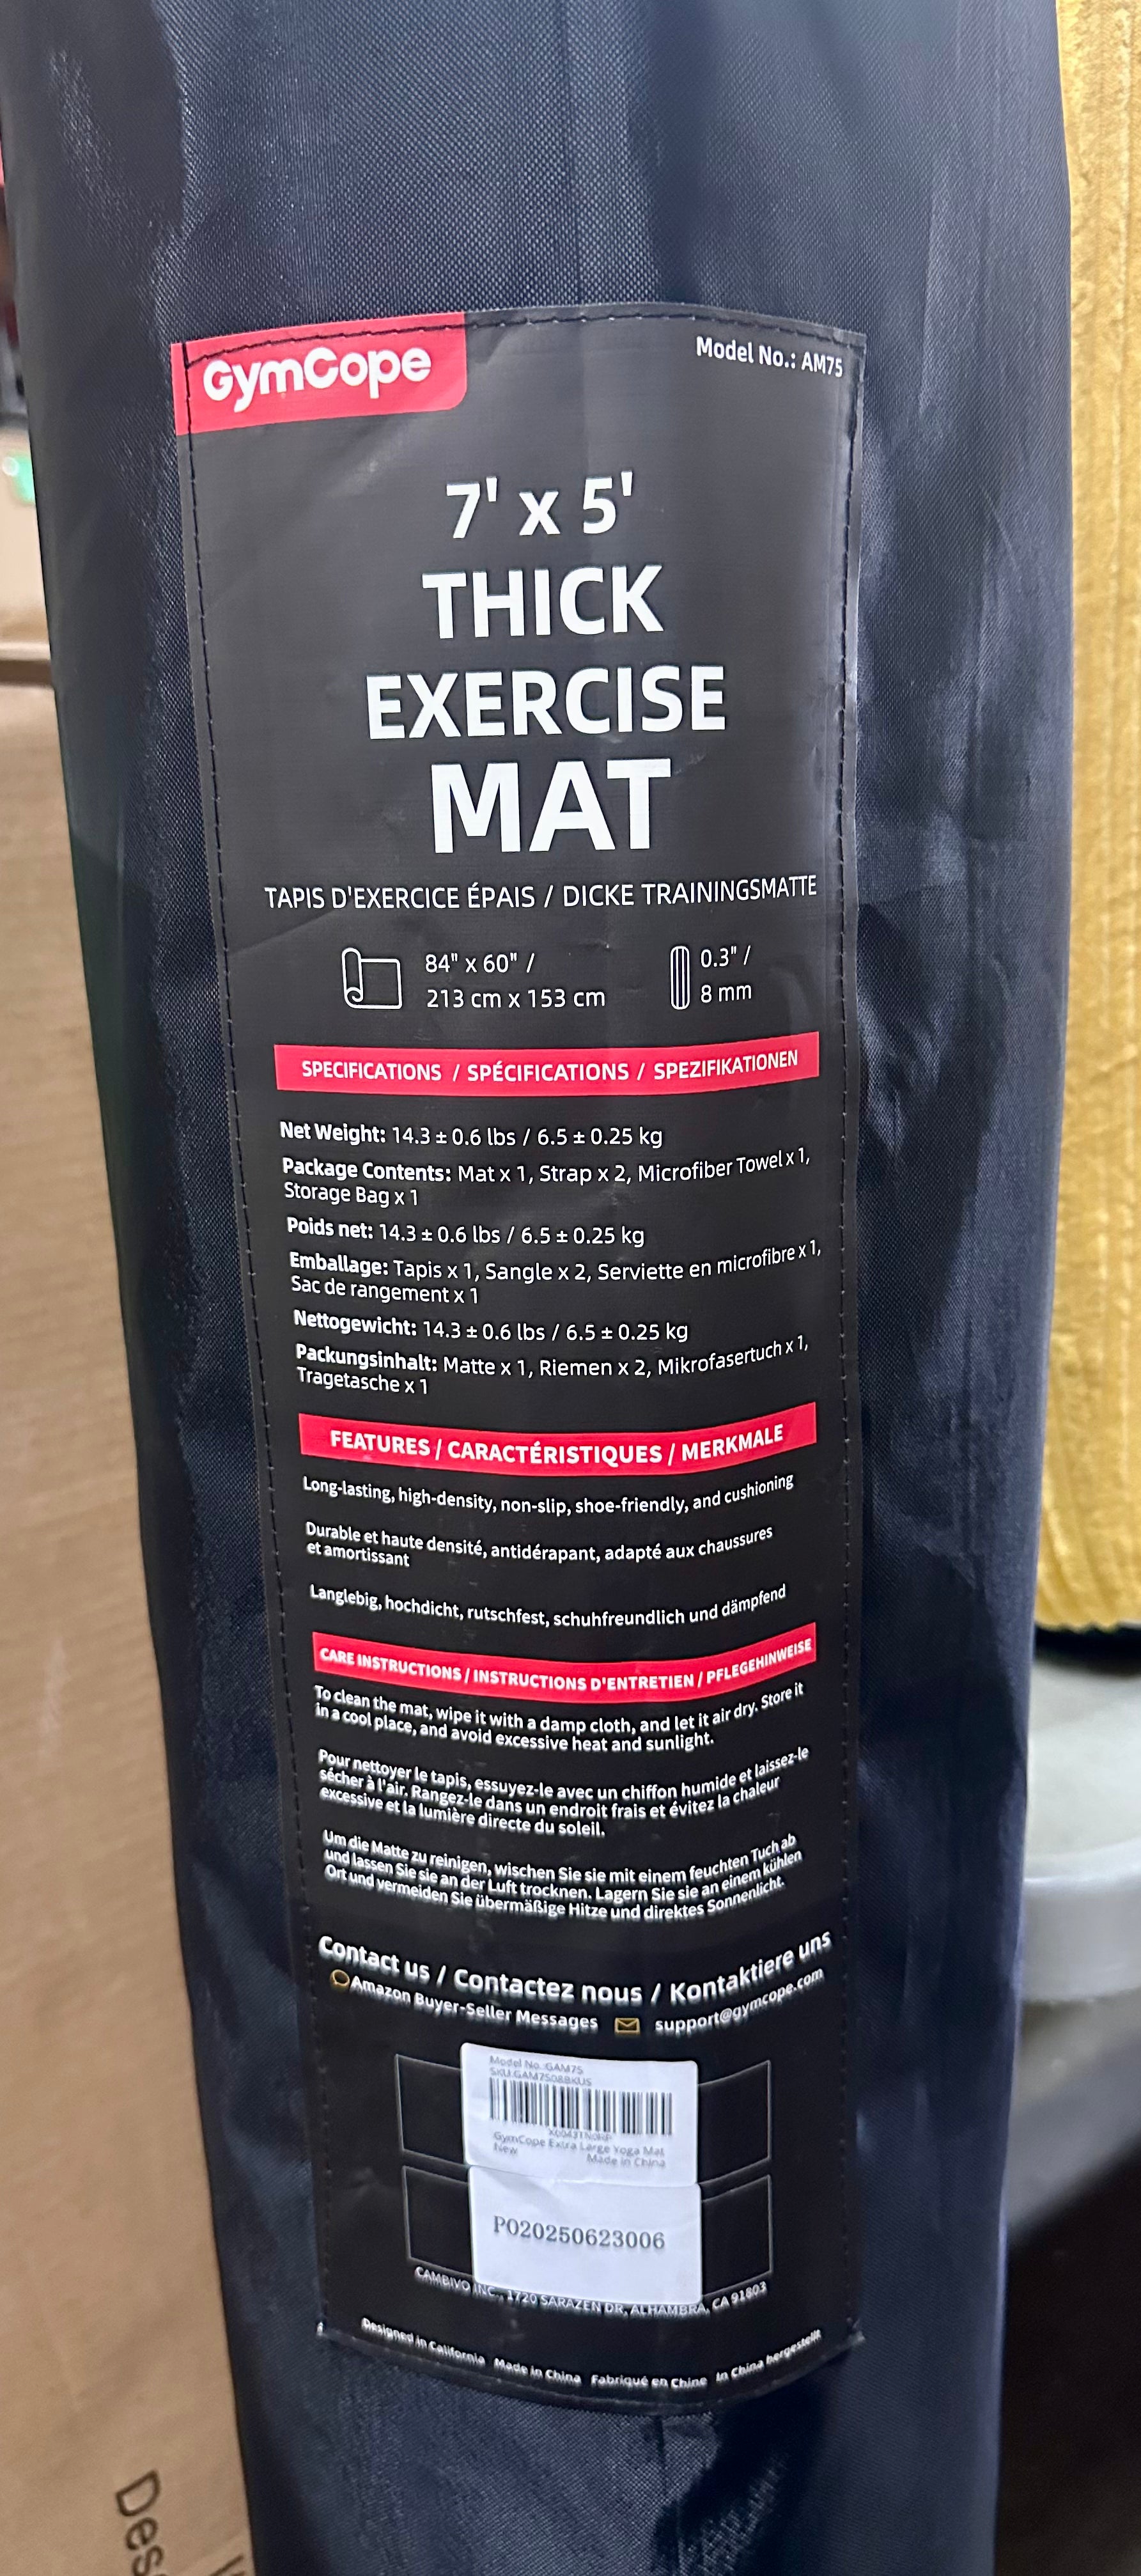 GymCope
Model No.: AM75
7' x 5'
THICK
EXERCISE
MAT
TAPIS D'EXERCICE ÉPAIS / DICKE TRAININGSMATTE
84" x 60" /
213 cm x 153 cm
0.3" /
8 mm
SPECIFICATIONS / SPÉCIFICATIONS / SPEZIFIKATIONEN
Net Weight: 14.3 ± 0.6 lbs / 6.5 ± 0.25 kg
Package Contents: Mat x 1, Strap x 2, Microfiber Towel x 1,
Storage Bag x 1
Poids net: 14.3 ± 0.6 lbs / 6.5 ± 0.25 kg
Emballage: Tapis x 1, Sangle x 2, Serviette en microfibre x 1,
Sac de rangement x 1
Nettogewicht: 14.3 ± 0.6 lbs / 6.5 ± 0.25 kg
Packungsinhalt: Matte x 1, Riemen x 2, Mikrofasertuch x 1,
Tragetasche x 1
FEATURES / CARACTÉRISTIQUES / MERKMALE
Long-lasting, high-density, non-slip, shoe-friendly, and cushioning
Durable et haute densité, antidérapant, adapté aux chaussures
et amortissant
Langlebig, hochdicht, rutschfest, schuhfreundlich und dämpfend
CARE INSTRUCTIONS / INSTRUCTIONS D'ENTRETIEN / PFLEGEHINWEISE
To clean the mat, wipe it with a damp cloth, and let it air dry. Store it
in a cool place, and avoid excessive heat and sunlight.
Pour nettoyer le tapis, essuyez-le avec un chiffon humide et laissez-le
sécher à l'air. Rangez-le dans un endroit frais et évitez la chaleur
excessive et la lumière directe du soleil.
Um die Matte zu reinigen, wischen Sie sie mit einem feuchten Tuch ab
und lassen Sie sie an der Luft trocknen. Lagern Sie sie an einem kühlen
Ort und vermeiden Sie übermäßige Hitze und direktes Sonnenlicht.
Contact us / Contactez nous / Kontaktiere uns
Amazon Buyer-Seller Messages support@gymcope.com
Model No.:GAM75
SKU:GAM7508BKUS
GymCope Extra Large Yoga Mat
New Made in China
PO20250623006
CAMBIVO INC., 1720 SARAZEN DR, ALHAMBRA, CA 91803
Designed in California Made in China Fabriqué en Chine In China hergestellt
Des